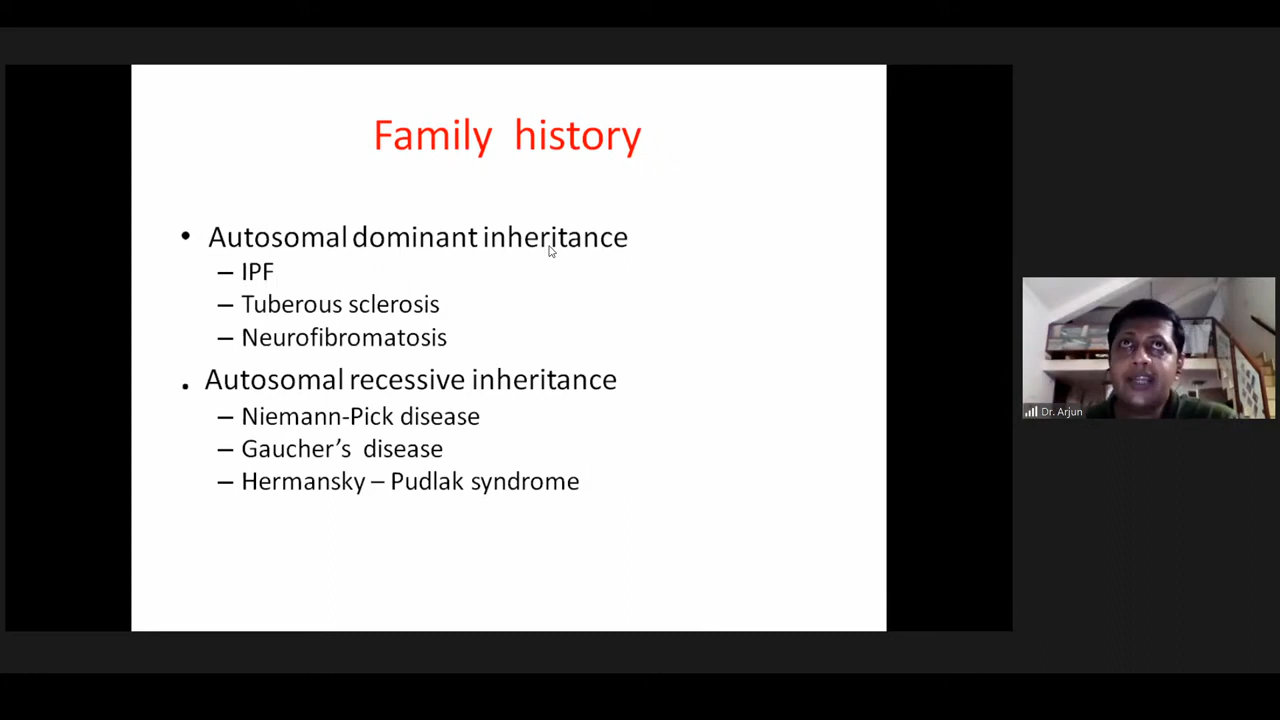 Family history
• Autosomal dominant inheritance
– IPF
– Tuberous sclerosis
– Neurofibromatosis
. Autosomal recessive inheritance
– Niemann-Pick disease
– Gaucher’s disease
– Hermansky – Pudlak syndrome
Dr. Arjun